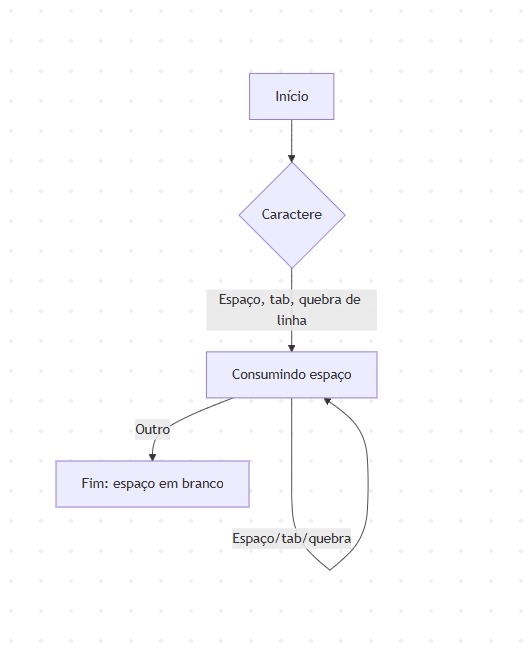 Início
Caractere
Espaço, tab, quebra de
linha
Consumindo espaço
Outro
Fim: espaço em branco
Espaço/tab/quebra